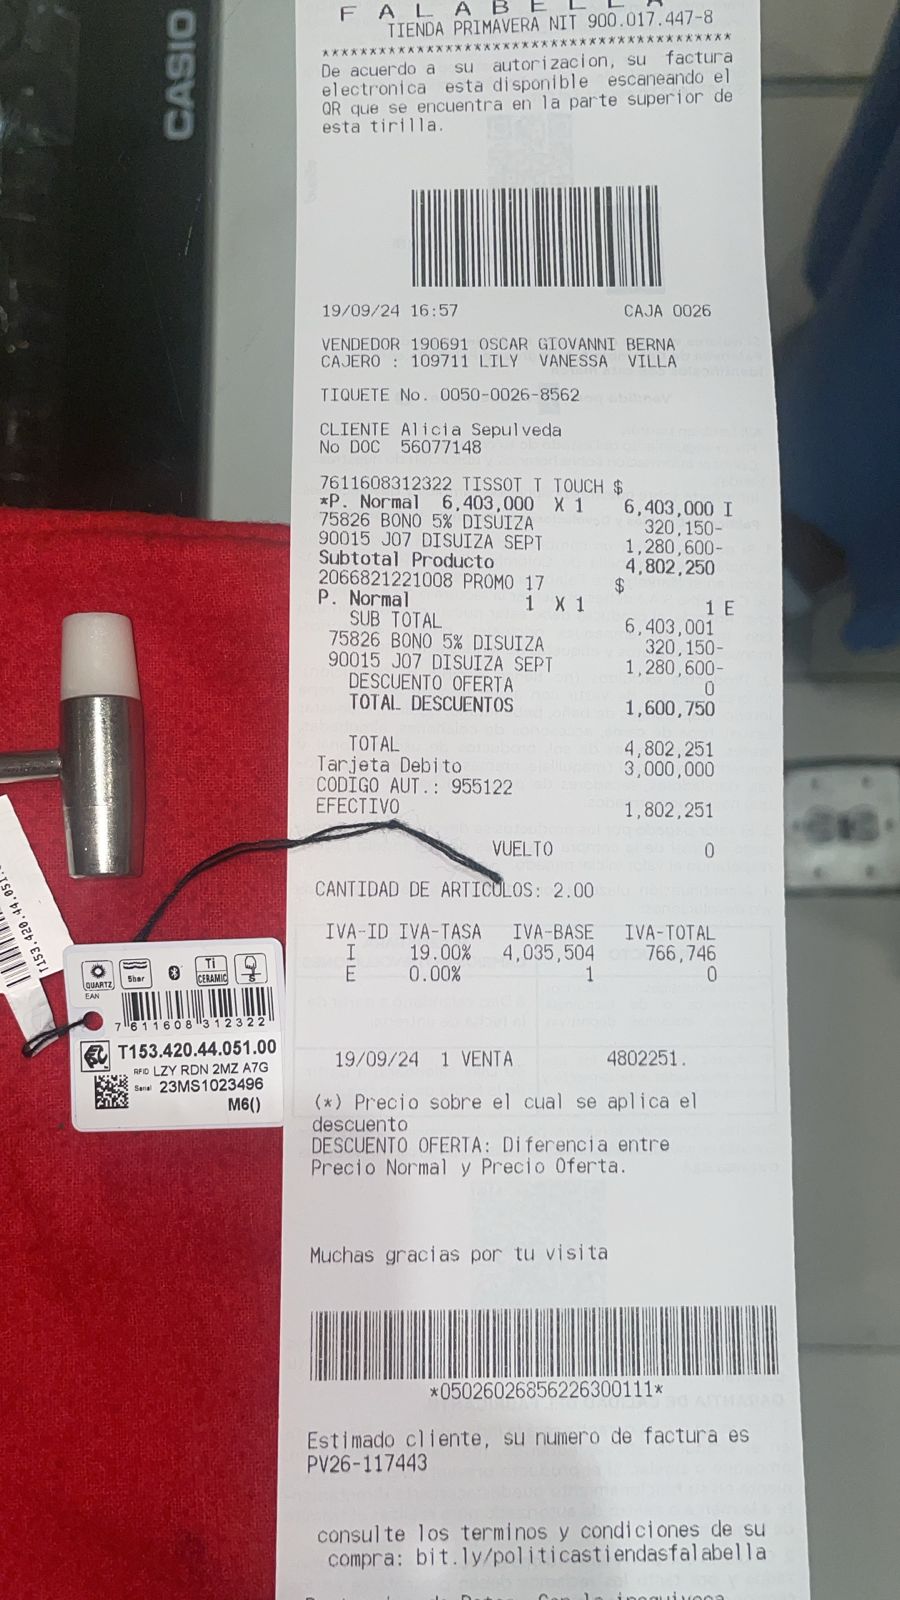 CASIO
F A L A B E L L A
TIENDA PRIMAVERA NIT 900.017.447-8
******************************************
De acuerdo a su autorizacion, su factura
electronica esta disponible escaneando el
QR que se encuentra en la parte superior de
esta tirilla.
19/09/24 16:57 CAJA 0026
VENDEDOR 190691 OSCAR GIOVANNI BERNA
CAJERO : 109711 LILY VANESSA VILLA
TIQUETE No. 0050-0026-8562
CLIENTE Alicia Sepulveda
No DOC 56077148
7611608312322 TISSOT T TOUCH $
*P. Normal 6,403,000 X 1 6,403,000 I
75826 BONO 5% DISUIZA 320,150-
90015 J07 DISUIZA SEPT 1,280,600-
Subtotal Producto 4,802,250
2066821221008 PROMO 17 $
P. Normal 1 X 1 1 E
SUB TOTAL 6,403,001
75826 BONO 5% DISUIZA 320,150-
90015 J07 DISUIZA SEPT 1,280,600-
DESCUENTO OFERTA 0
TOTAL DESCUENTOS 1,600,750
TOTAL 4,802,251
Tarjeta Debito 3,000,000
CODIGO AUT.: 955122
EFECTIVO 1,802,251
VUELTO 0
CANTIDAD DE ARTICULOS: 2.00
IVA-ID IVA-TASA IVA-BASE IVA-TOTAL
I 19.00% 4,035,504 766,746
E 0.00% 1 0
19/09/24 1 VENTA 4802251.
(*) Precio sobre el cual se aplica el
descuento
DESCUENTO OFERTA: Diferencia entre
Precio Normal y Precio Oferta.
Muchas gracias por tu visita
*05026026856226300111*
Estimado cliente, su numero de factura es
PV26-117443
consulte los terminos y condiciones de su
compra: bit.ly/politicastiendasfalabella
T153.420.44.051.
QUARTZ 5bar Ti CERAMIC S
EAN
7 611608 312322
T153.420.44.051.00
RFID LZY RDN 2MZ A7G
Serial 23MS1023496
M6()